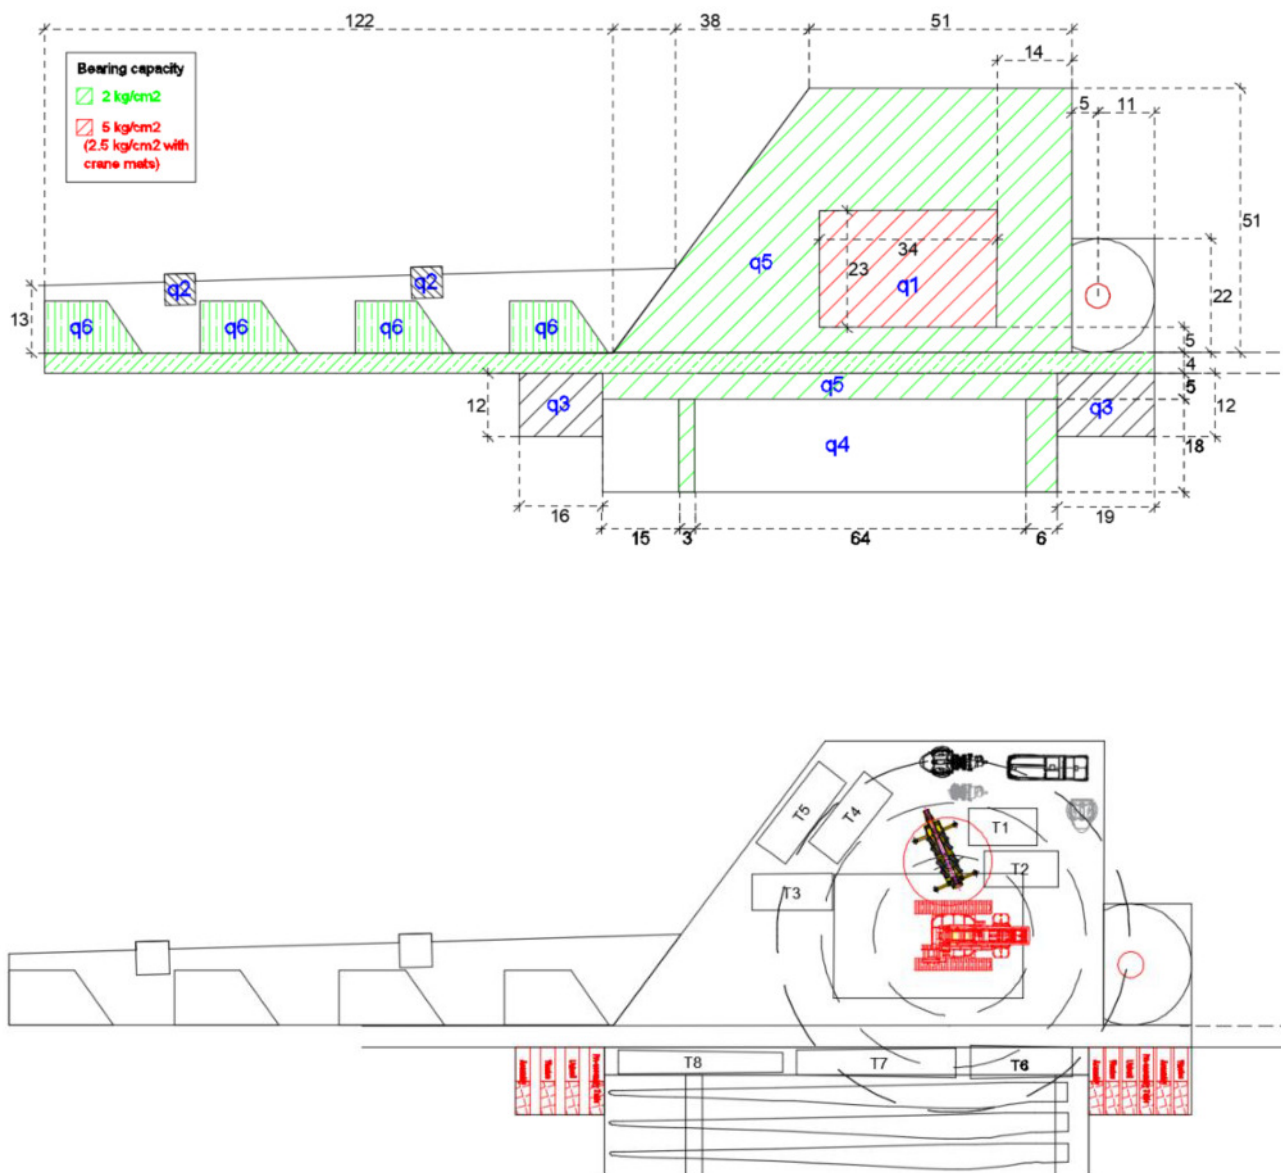 122
38
51
14
5
11
Bearing capacity
2 kg/cm2
5 kg/cm2
(2.5 kg/cm2 with
crane mats)
51
34
23
q5
q1
q2
q2
22
13
q6
q6
q6
q6
5
4
q5
5
12
q3
q3
12
q4
18
16
19
15
3
64
6
T5
T4
T1
T2
T3
T8
T7
T6